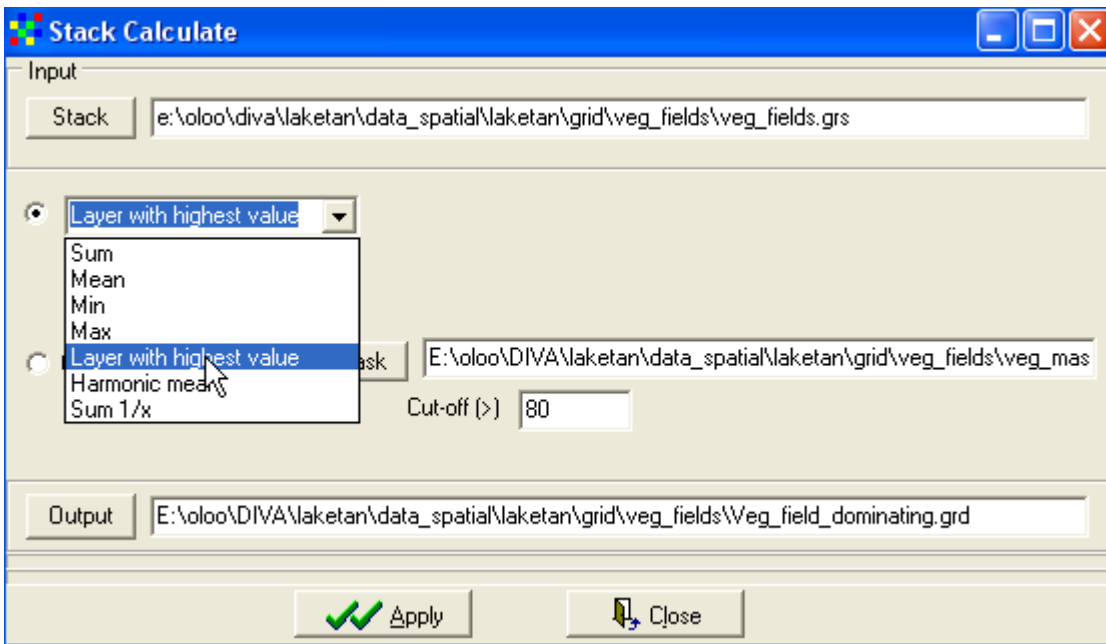 Stack Calculate
Input
Stack e:\oloo\diva\laketan\data_spatial\laketan\grid\veg_fields\veg_fields.grs
Layer with highest value
Sum
Mean
Min
Max
Layer with highest value
E:\oloo\DIVA\laketan\data_spatial\laketan\grid\veg_fields\veg_mas
Harmonic mean
Sum 1/x
Cut-off (>) 80
Output E:\oloo\DIVA\laketan\data_spatial\laketan\grid\veg_fields\Veg_field_dominating.grd
Apply Close